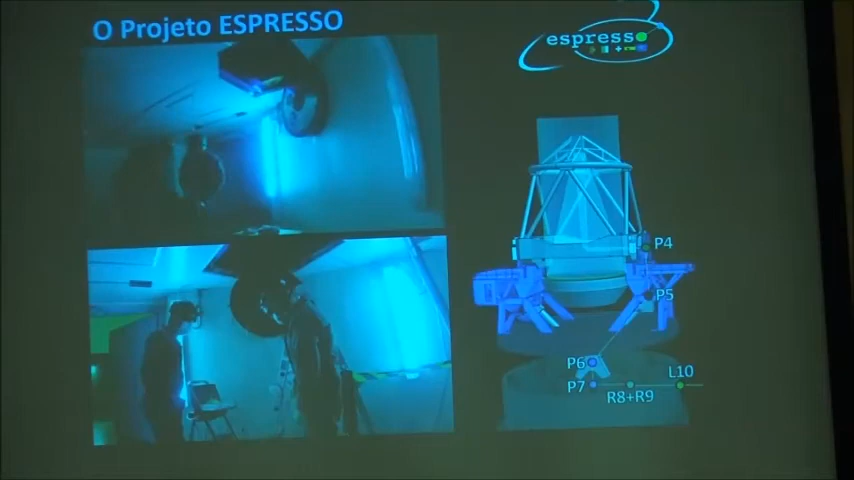 O Projeto ESPRESSO
espresso
P4
P5
P6
P7
L10
R8+R9